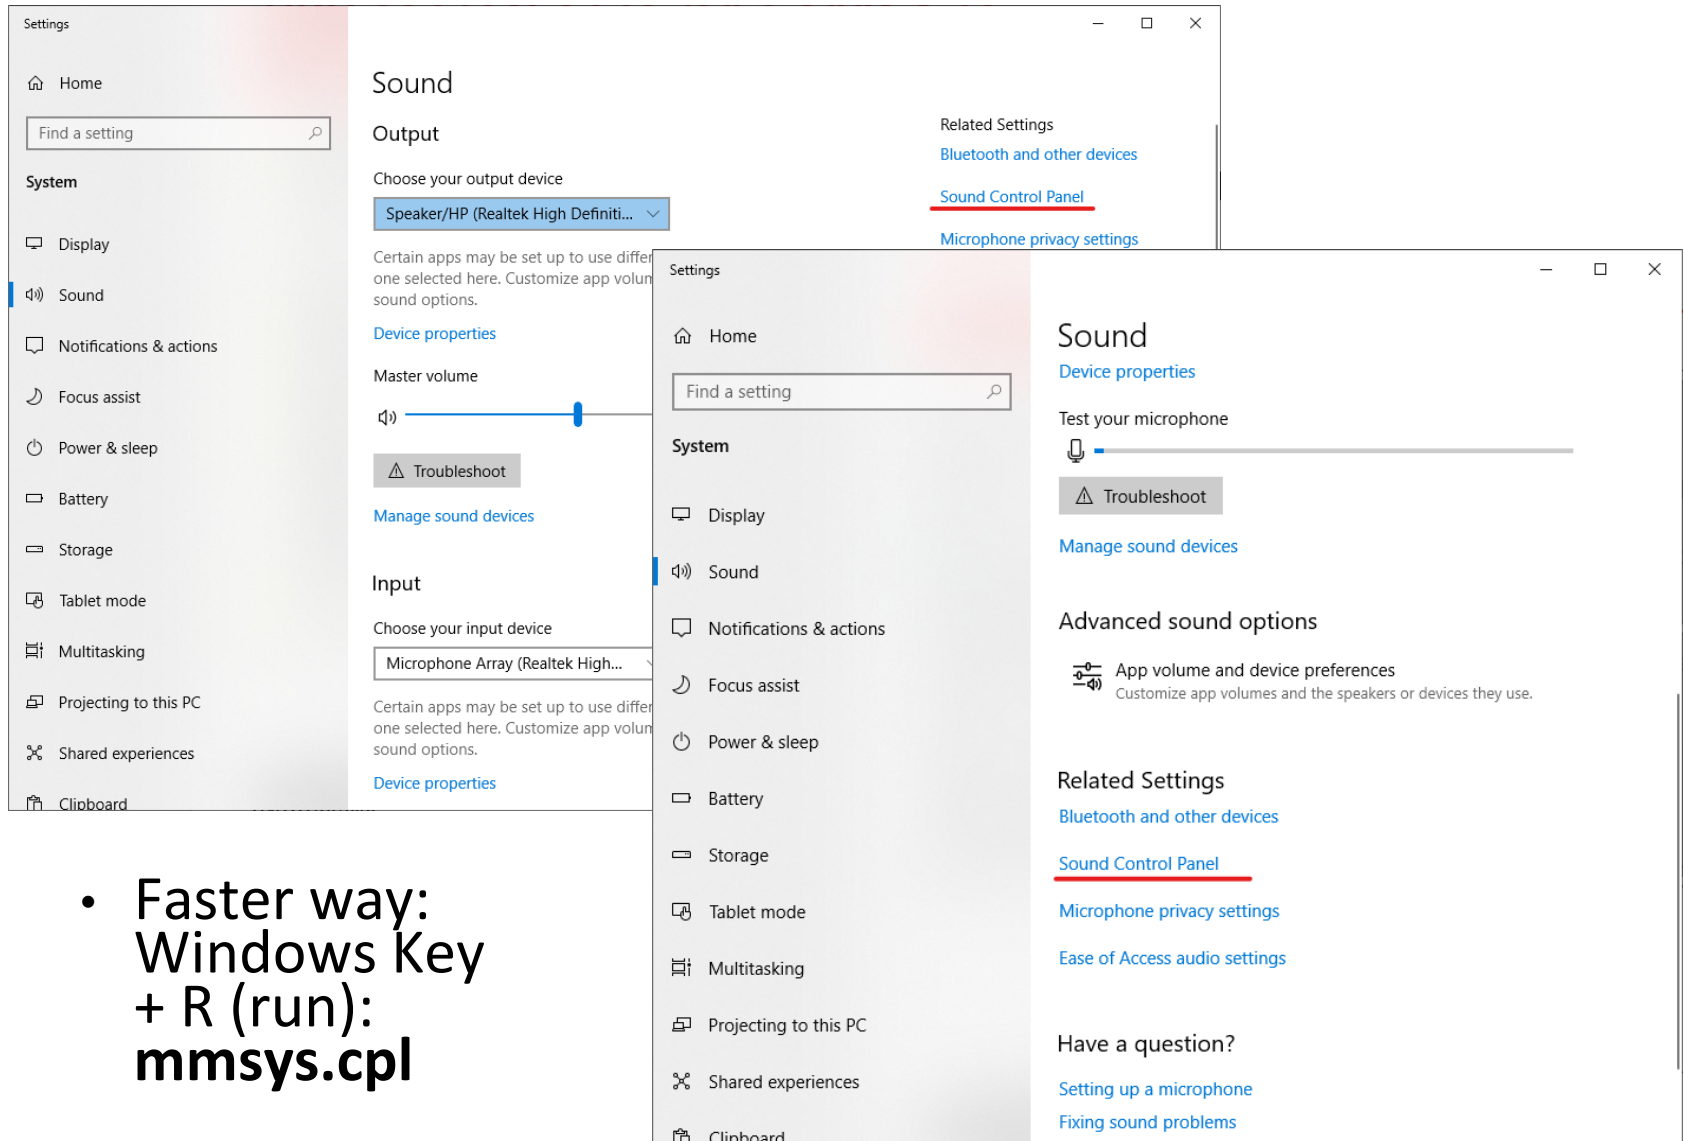 Settings
Home
Find a setting
System
Display
Sound
Notifications & actions
Focus assist
Power & sleep
Battery
Storage
Tablet mode
Multitasking
Projecting to this PC
Shared experiences
Clipboard
Sound
Output
Choose your output device
Speaker/HP (Realtek High Definiti...
Certain apps may be set up to use differ
one selected here. Customize app volum
sound options.
Device properties
Master volume
Troubleshoot
Manage sound devices
Input
Choose your input device
Microphone Array (Realtek High...
Certain apps may be set up to use differ
one selected here. Customize app volum
sound options.
Device properties
Related Settings
Bluetooth and other devices
Sound Control Panel
Microphone privacy settings
Settings
Home
Find a setting
System
Display
Sound
Notifications & actions
Focus assist
Power & sleep
Battery
Storage
Tablet mode
Multitasking
Projecting to this PC
Shared experiences
Clipboard
Sound
Device properties
Test your microphone
Troubleshoot
Manage sound devices
Advanced sound options
App volume and device preferences
Customize app volumes and the speakers or devices they use.
Related Settings
Bluetooth and other devices
Sound Control Panel
Microphone privacy settings
Ease of Access audio settings
Have a question?
Setting up a microphone
Fixing sound problems
• Faster way:
Windows Key
+ R (run):
mmsys.cpl